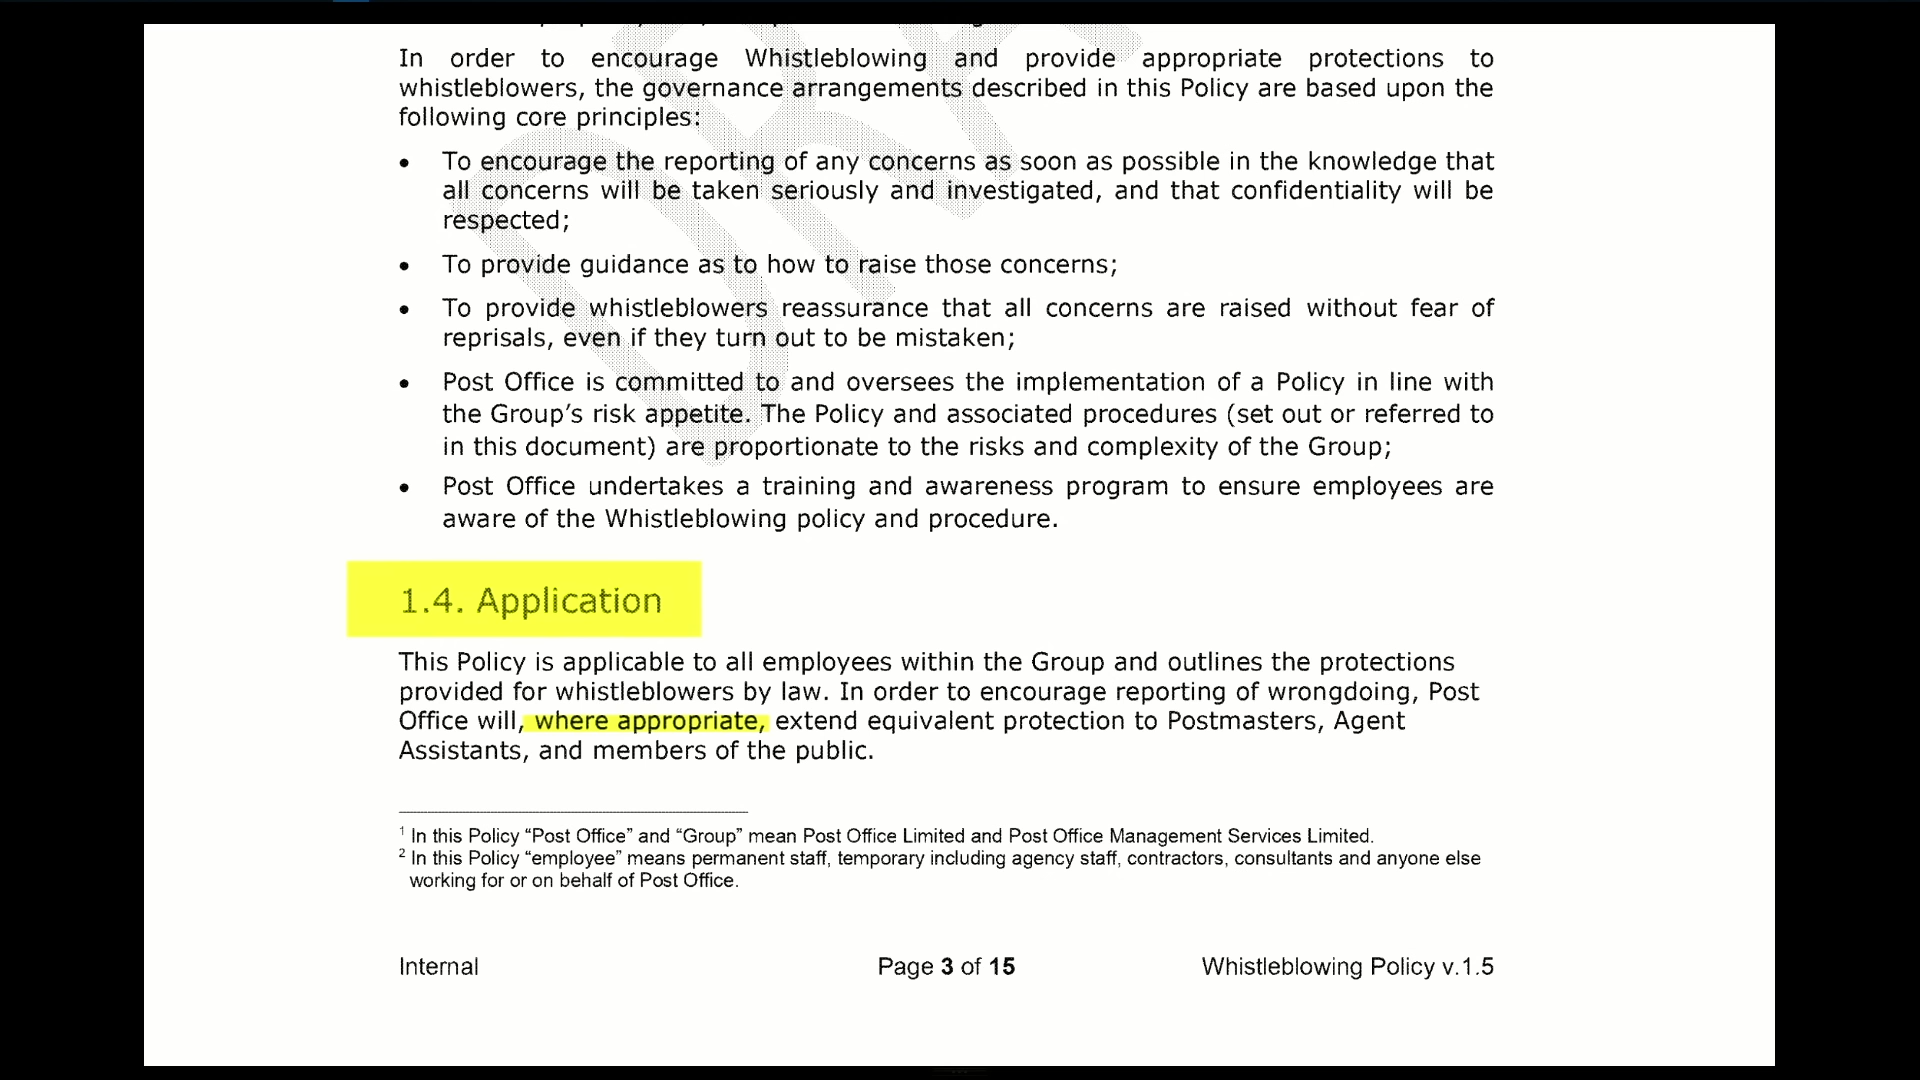 In order to encourage Whistleblowing and provide appropriate protections to
whistleblowers, the governance arrangements described in this Policy are based upon the
following core principles:
• To encourage the reporting of any concerns as soon as possible in the knowledge that
all concerns will be taken seriously and investigated, and that confidentiality will be
respected;
• To provide guidance as to how to raise those concerns;
• To provide whistleblowers reassurance that all concerns are raised without fear of
reprisals, even if they turn out to be mistaken;
• Post Office is committed to and oversees the implementation of a Policy in line with
the Group’s risk appetite. The Policy and associated procedures (set out or referred to
in this document) are proportionate to the risks and complexity of the Group;
• Post Office undertakes a training and awareness program to ensure employees are
aware of the Whistleblowing policy and procedure.
1.4. Application
This Policy is applicable to all employees within the Group and outlines the protections
provided for whistleblowers by law. In order to encourage reporting of wrongdoing, Post
Office will, where appropriate, extend equivalent protection to Postmasters, Agent
Assistants, and members of the public.
1 In this Policy “Post Office” and “Group” mean Post Office Limited and Post Office Management Services Limited.
2 In this Policy “employee” means permanent staff, temporary including agency staff, contractors, consultants and anyone else
working for or on behalf of Post Office.
Internal Page 3 of 15 Whistleblowing Policy v.1.5